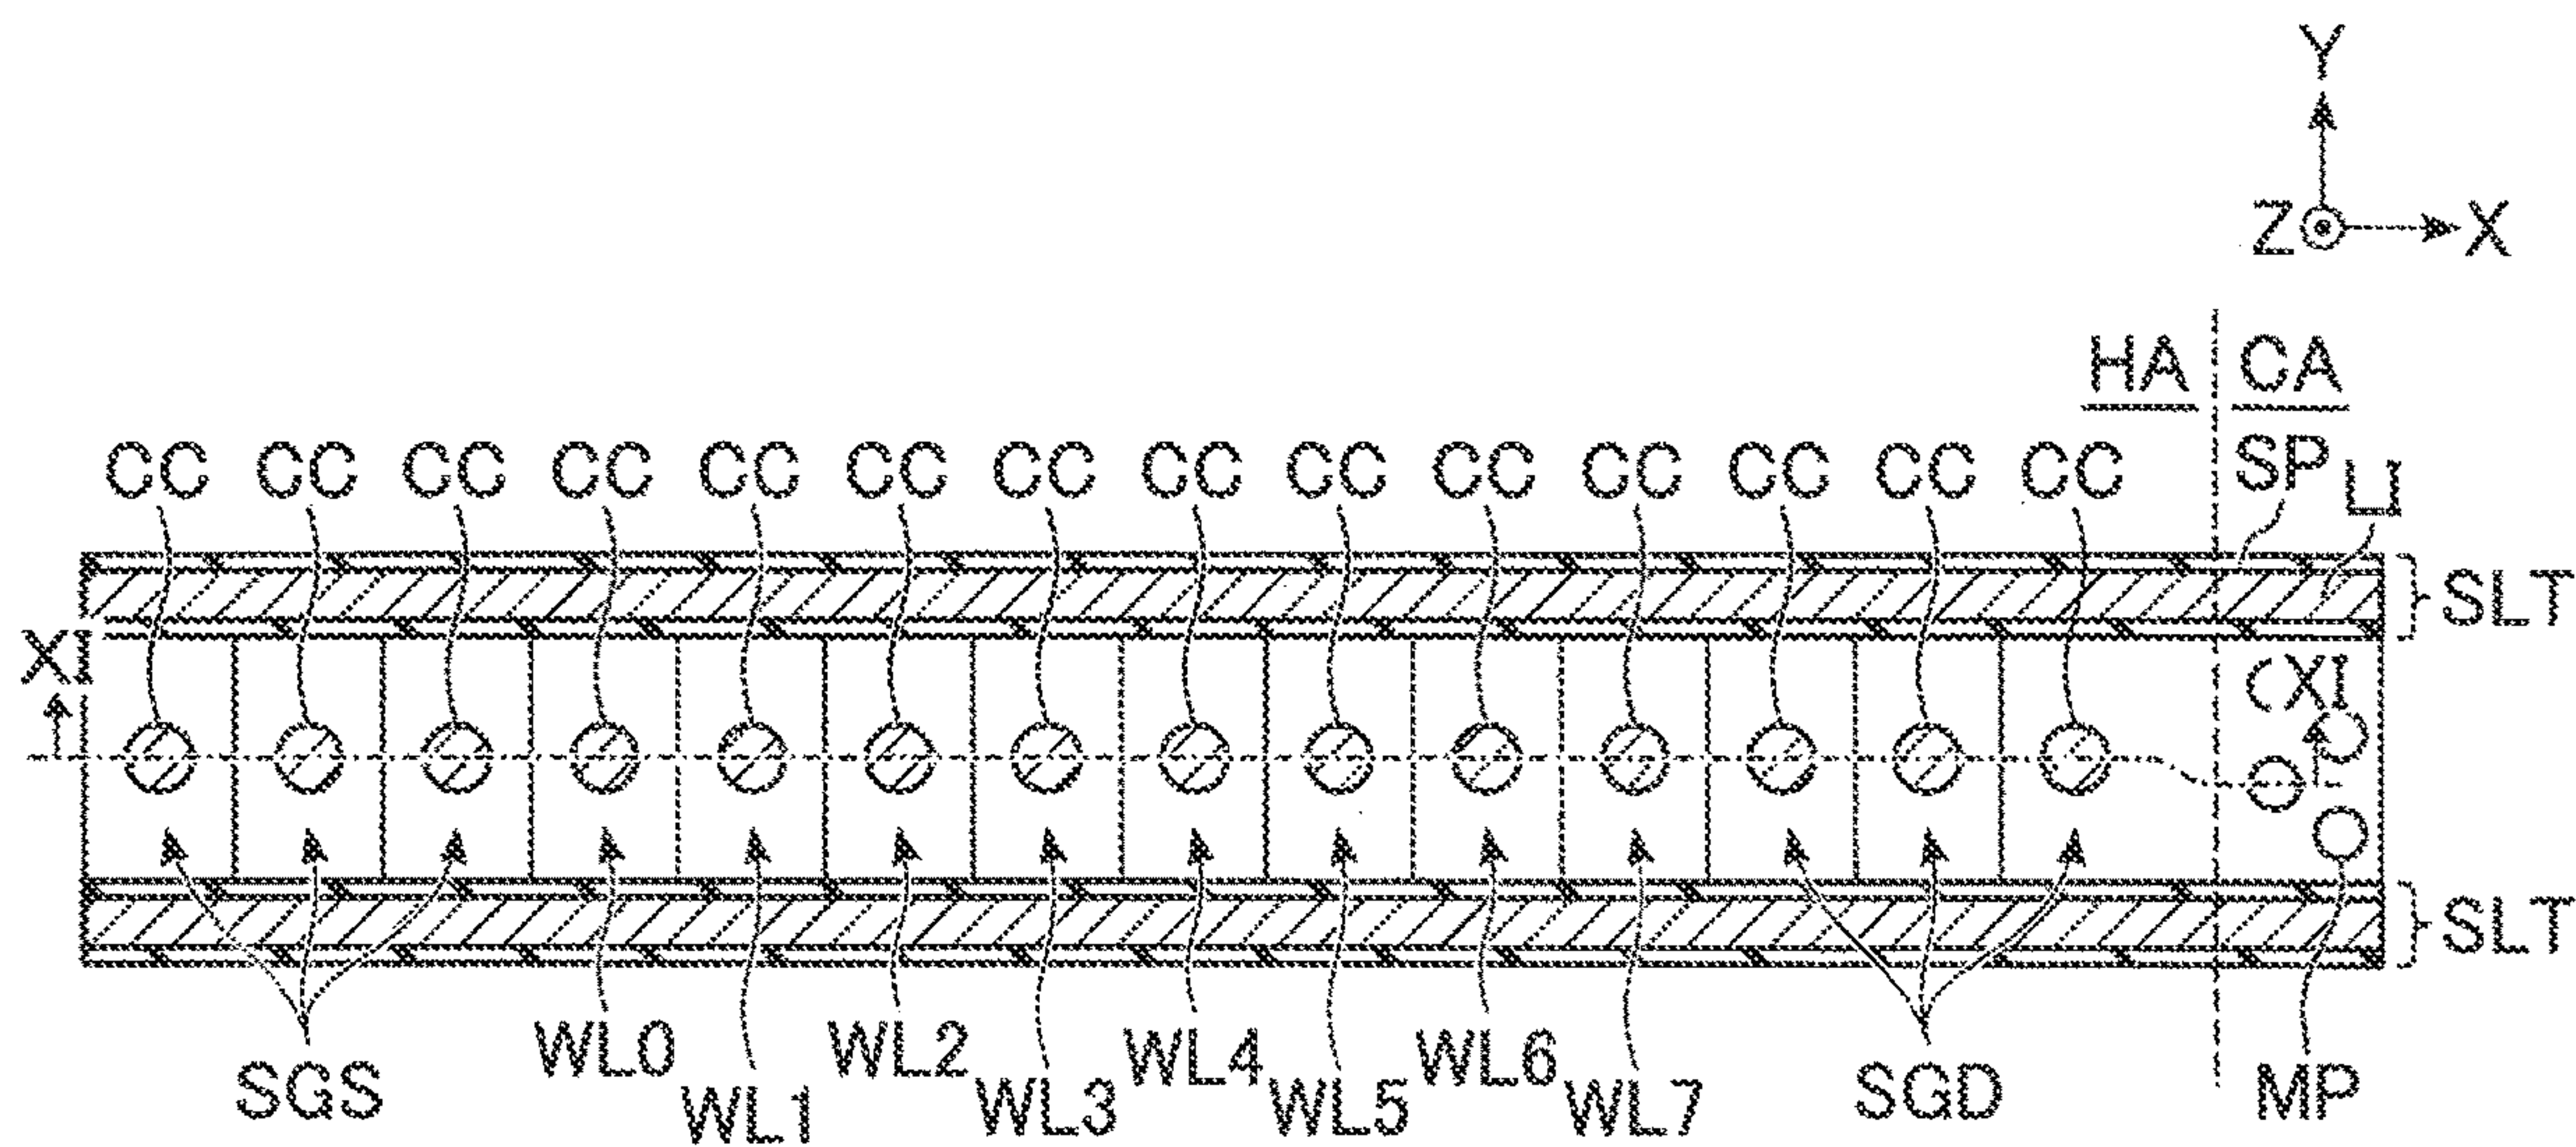 Y
Z X
HA CA
CC CC CC CC CC CC CC CC CC CC CC CC CC CC SP LI
SLT
XI XI
SLT
WL0 WL2 WL4 WL6
SGS WL1 WL3 WL5 WL7 SGD MP